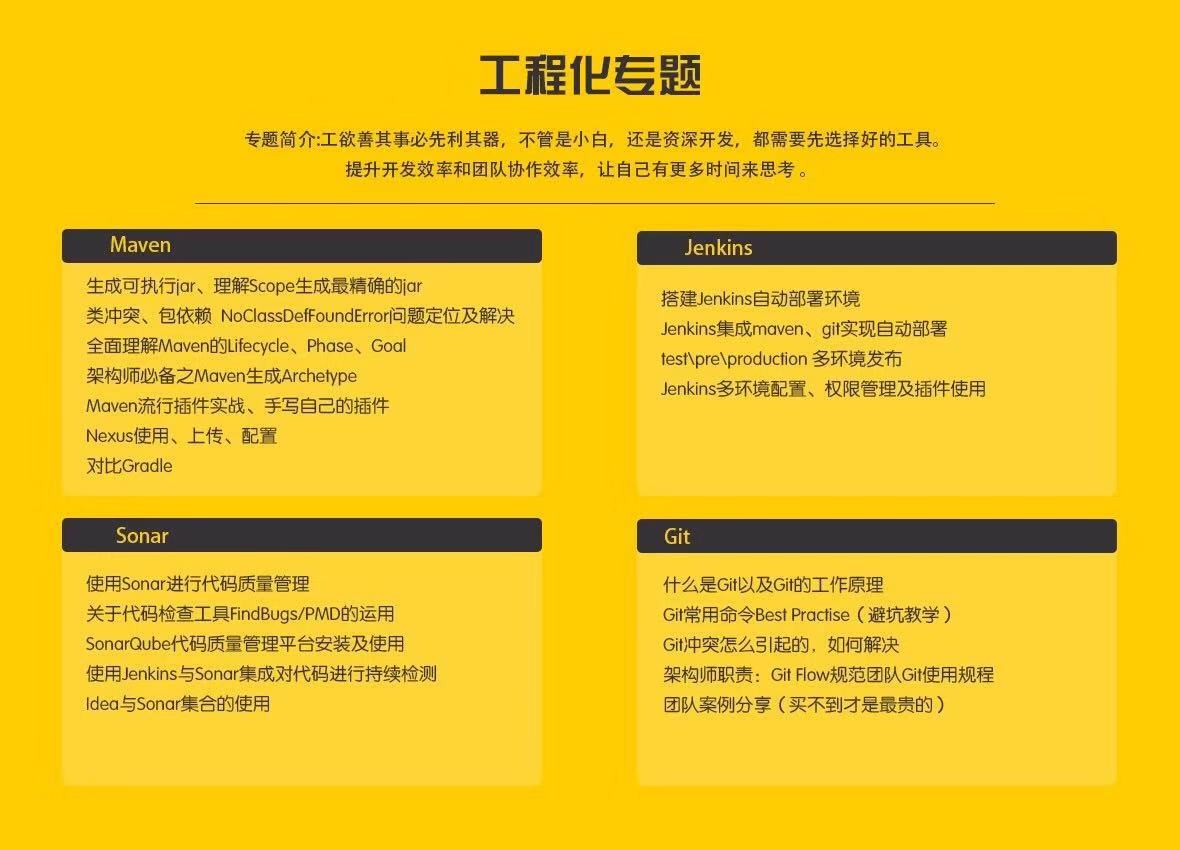 工程化专题
专题简介:工欲善其事必先利其器，不管是小白，还是资深开发，都需要先选择好的工具。
提升开发效率和团队协作效率，让自己有更多时间来思考 。
Maven
生成可执行jar、理解Scope生成最精确的jar
类冲突、包依赖 NoClassDefFoundError问题定位及解决
全面理解Maven的Lifecycle、Phase、Goal
架构师必备之Maven生成Archetype
Maven流行插件实战、手写自己的插件
Nexus使用、上传、配置
对比Gradle
Jenkins
搭建Jenkins自动部署环境
Jenkins集成maven、git实现自动部署
test\pre\production 多环境发布
Jenkins多环境配置、权限管理及插件使用
Sonar
使用Sonar进行代码质量管理
关于代码检查工具FindBugs/PMD的运用
SonarQube代码质量管理平台安装及使用
使用Jenkins与Sonar集成对代码进行持续检测
Idea与Sonar集合的使用
Git
什么是Git以及Git的工作原理
Git常用命令Best Practise（避坑教学）
Git冲突怎么引起的，如何解决
架构师职责：Git Flow规范团队Git使用规程
团队案例分享（买不到才是最贵的）